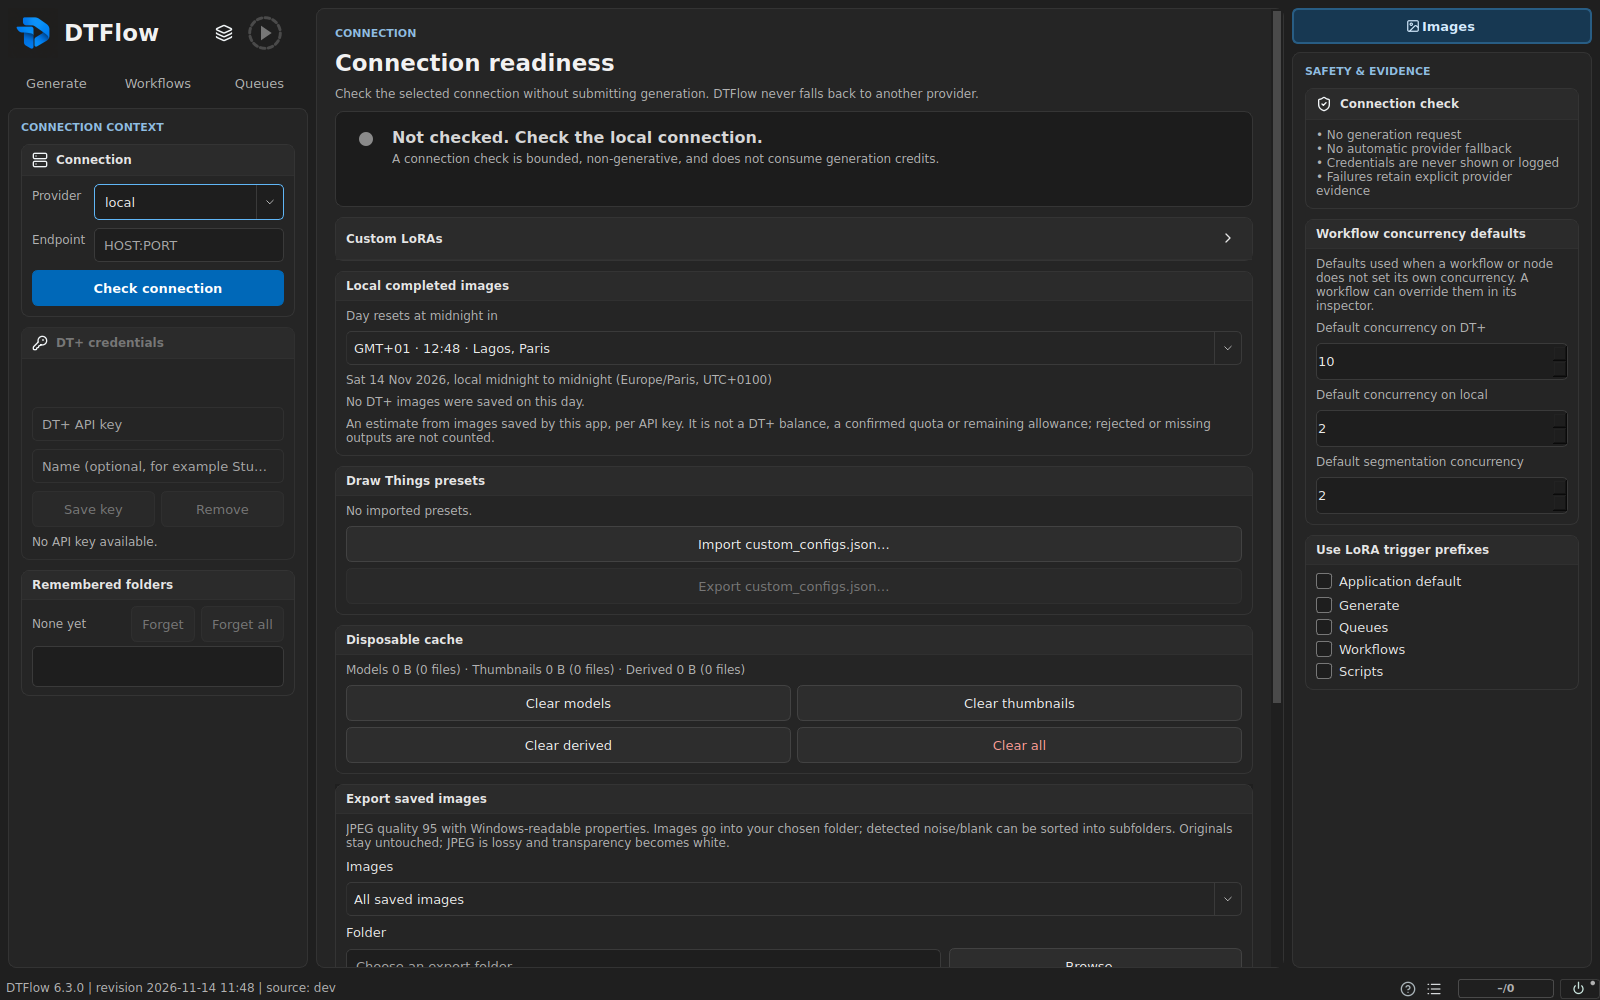 DTFlow
Generate
Workflows
Queues
CONNECTION CONTEXT
Connection
Provider
local
Endpoint
HOST:PORT
Check connection
DT+ credentials
DT+ API key
Name (optional, for example Stu...
Save key
Remove
No API key available.
Remembered folders
None yet
Forget
Forget all
CONNECTION
Connection readiness
Check the selected connection without submitting generation. DTFlow never falls back to another provider.
Not checked. Check the local connection.
A connection check is bounded, non-generative, and does not consume generation credits.
Custom LoRAs
Local completed images
Day resets at midnight in
GMT+01 · 12:48 · Lagos, Paris
Sat 14 Nov 2026, local midnight to midnight (Europe/Paris, UTC+0100)
No DT+ images were saved on this day.
An estimate from images saved by this app, per API key. It is not a DT+ balance, a confirmed quota or remaining allowance; rejected or missing
outputs are not counted.
Draw Things presets
No imported presets.
Import custom_configs.json...
Export custom_configs.json...
Disposable cache
Models 0 B (0 files) · Thumbnails 0 B (0 files) · Derived 0 B (0 files)
Clear models
Clear thumbnails
Clear derived
Clear all
Export saved images
JPEG quality 95 with Windows-readable properties. Images go into your chosen folder; detected noise/blank can be sorted into subfolders. Originals
stay untouched; JPEG is lossy and transparency becomes white.
Images
All saved images
Folder
Choose an export folder
Browse
Images
SAFETY & EVIDENCE
Connection check
• No generation request
• No automatic provider fallback
• Credentials are never shown or logged
• Failures retain explicit provider
evidence
Workflow concurrency defaults
Defaults used when a workflow or node
does not set its own concurrency. A
workflow can override them in its
inspector.
Default concurrency on DT+
10
Default concurrency on local
2
Default segmentation concurrency
2
Use LoRA trigger prefixes
Application default
Generate
Queues
Workflows
Scripts
DTFlow 6.3.0 | revision 2026-11-14 11:48 | source: dev
–/0